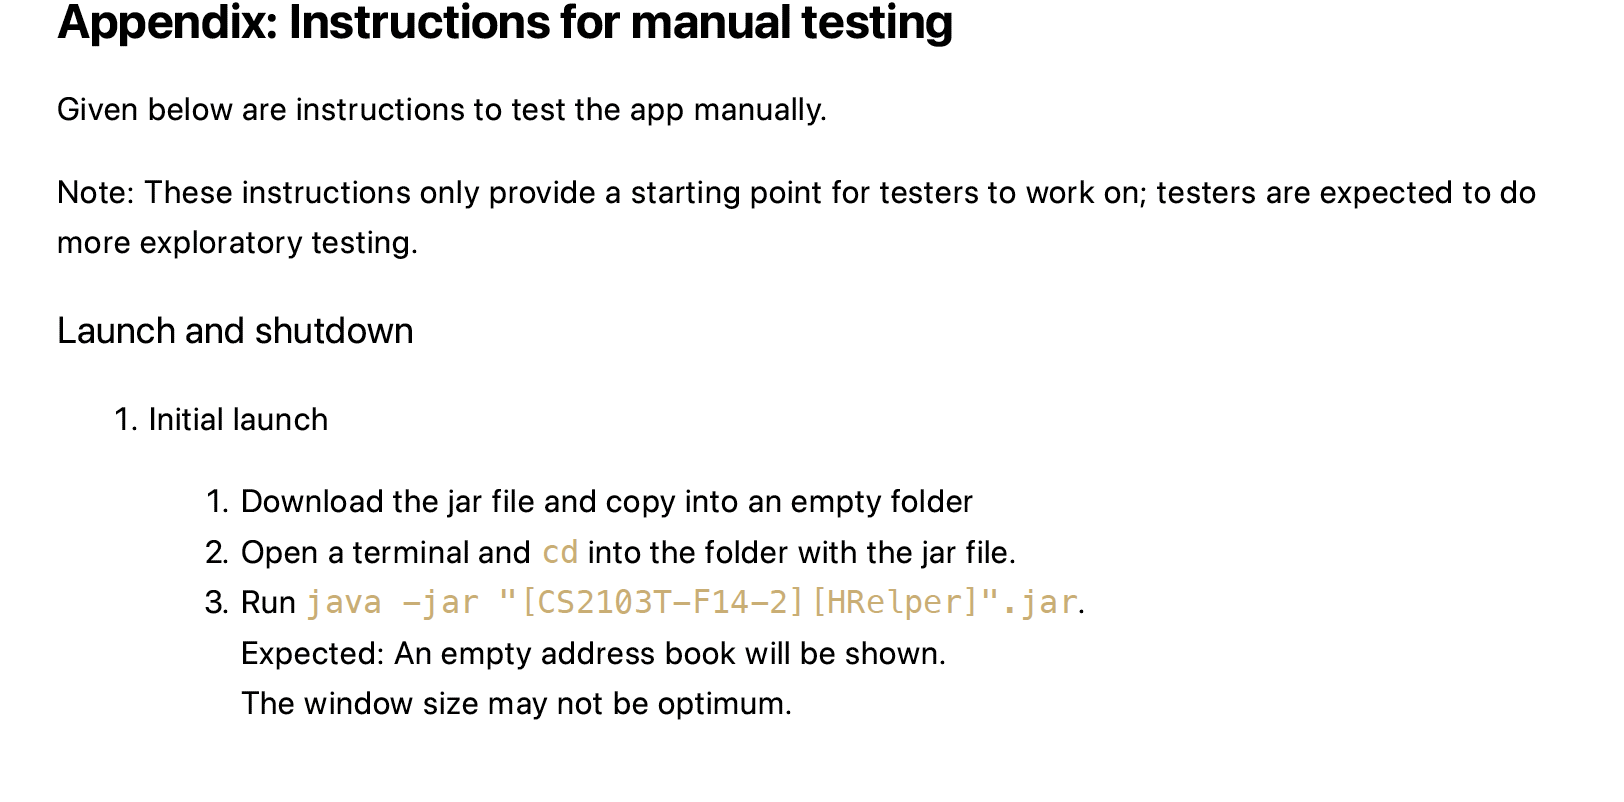 Appendix: Instructions for manual testing
Given below are instructions to test the app manually.
Note: These instructions only provide a starting point for testers to work on; testers are expected to do
more exploratory testing.
Launch and shutdown
1. Initial launch
1. Download the jar file and copy into an empty folder
2. Open a terminal and cd into the folder with the jar file.
3. Run java -jar "[CS2103T-F14-2][HRelper]".jar.
Expected: An empty address book will be shown.
The window size may not be optimum.